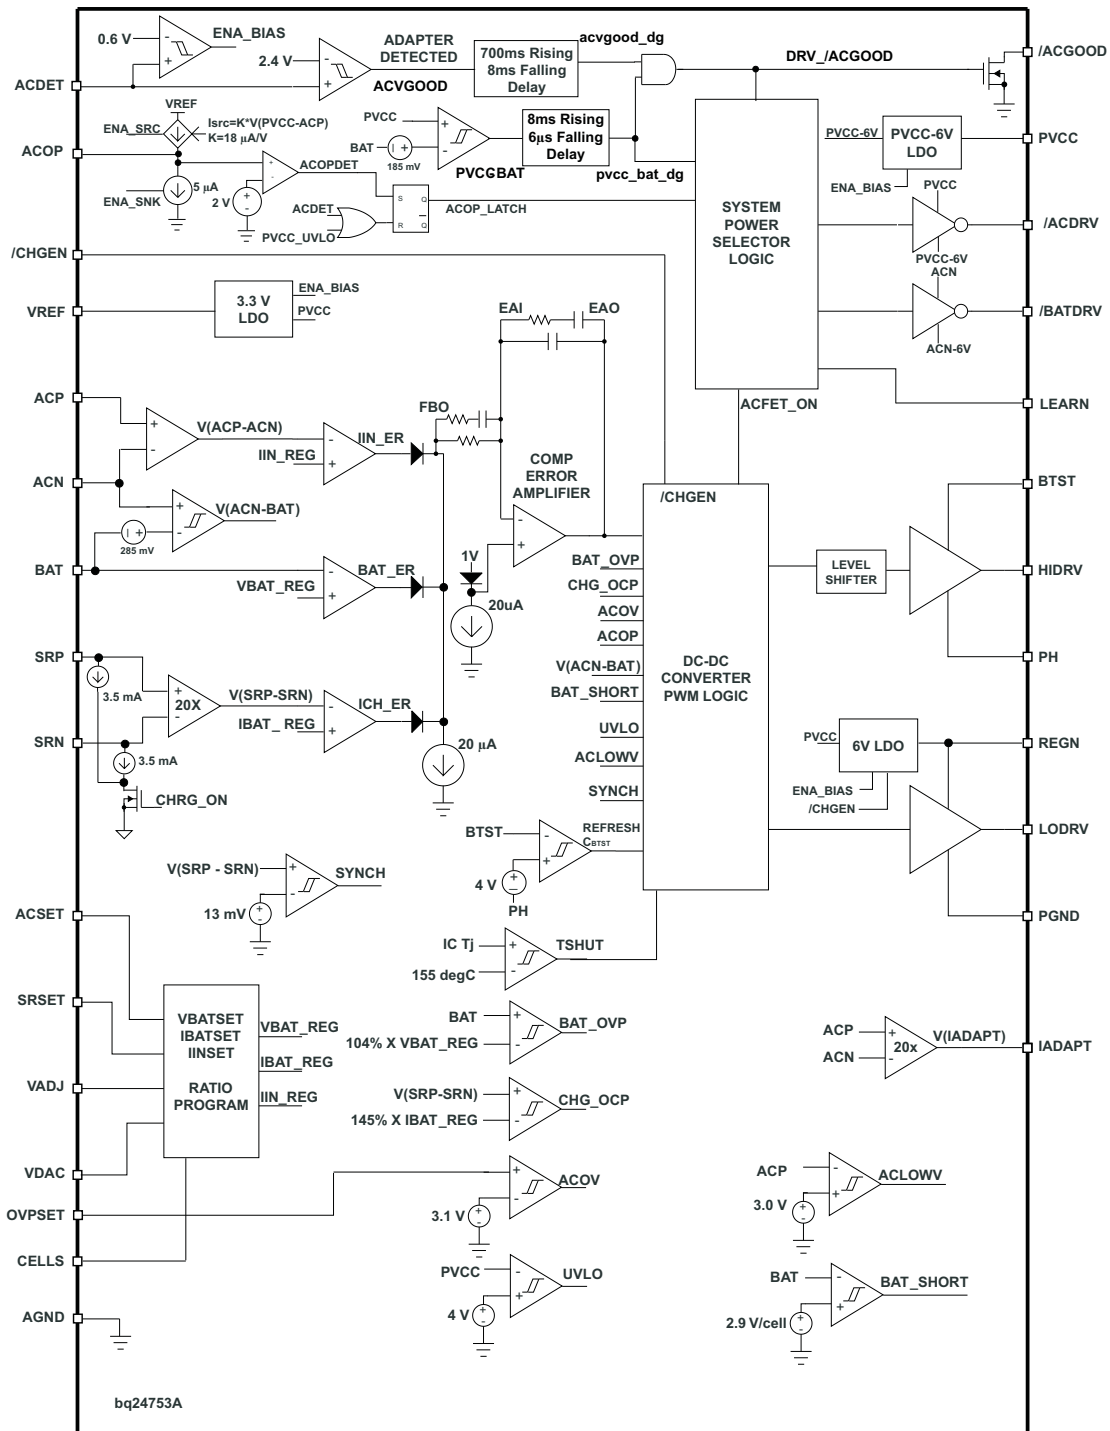 0.6 V
ENA_BIAS
2.4 V
ADAPTER
DETECTED
ACVGOOD
700ms Rising
8ms Falling
Delay
acvgood_dg
DRV_/ACGOOD
/ACGOOD
ACDET
VREF
ENA_SRC
Isrc=K*V(PVCC-ACP)
K=18 µA/V
ACOP
ENA_SNK
5 µA
2 V
+
-
+
-
ACOPDET
ACDET
PVCC_UVLO
S
Q
R
Q
ACOP_LATCH
PVCC
BAT
185 mV
PVCCBAT
8ms Rising
6µs Falling
Delay
pvcc_bat_dg
SYSTEM
POWER
SELECTOR
LOGIC
PVCC-6V
PVCC-6V
LDO
ENA_BIAS
PVCC
PVCC
/ACDRV
PVCC-6V
ACN
/BATDRV
ACN-6V
LEARN
ACFET_ON
/CHGEN
VREF
3.3 V
LDO
ENA_BIAS
PVCC
EAI
EAO
FBO
ACP
V(ACP-ACN)
IIN_REG
IIN_ER
ACN
V(ACN-BAT)
285 mV
COMP
ERROR
AMPLIFIER
1V
20uA
BAT
VBAT_REG
BAT_ER
SRP
3.5 mA
20X
V(SRP-SRN)
IBAT_ REG
ICH_ER
SRN
3.5 mA
CHRG_ON
20 µA
/CHGEN
BAT_OVP
CHG_OCP
ACOV
ACOP
V(ACN-BAT)
BAT_SHORT
UVLO
ACLOWV
SYNCH
DC-DC
CONVERTER
PWM LOGIC
BTST
LEVEL
SHIFTER
HIDRV
PH
PVCC
6V LDO
REGN
ENA_BIAS
/CHGEN
LODRV
PGND
BTST
REFRESH
CBTST
4 V
PH
V(SRP - SRN)
SYNCH
13 mV
IC Tj
155 degC
TSHUT
ACSET
SRSET
VADJ
VDAC
OVPSET
CELLS
AGND
VBATSET
IBATSET
IINSET
RATIO
PROGRAM
VBAT_REG
IBAT_REG
IIN_REG
BAT
104% X VBAT_REG
BAT_OVP
V(SRP-SRN)
145% X IBAT_REG
CHG_OCP
ACOV
3.1 V
PVCC
UVLO
4 V
ACP
ACN
20x
V(IADAPT)
IADAPT
ACP
ACLOWV
3.0 V
BAT
BAT_SHORT
2.9 V/cell
bq24753A